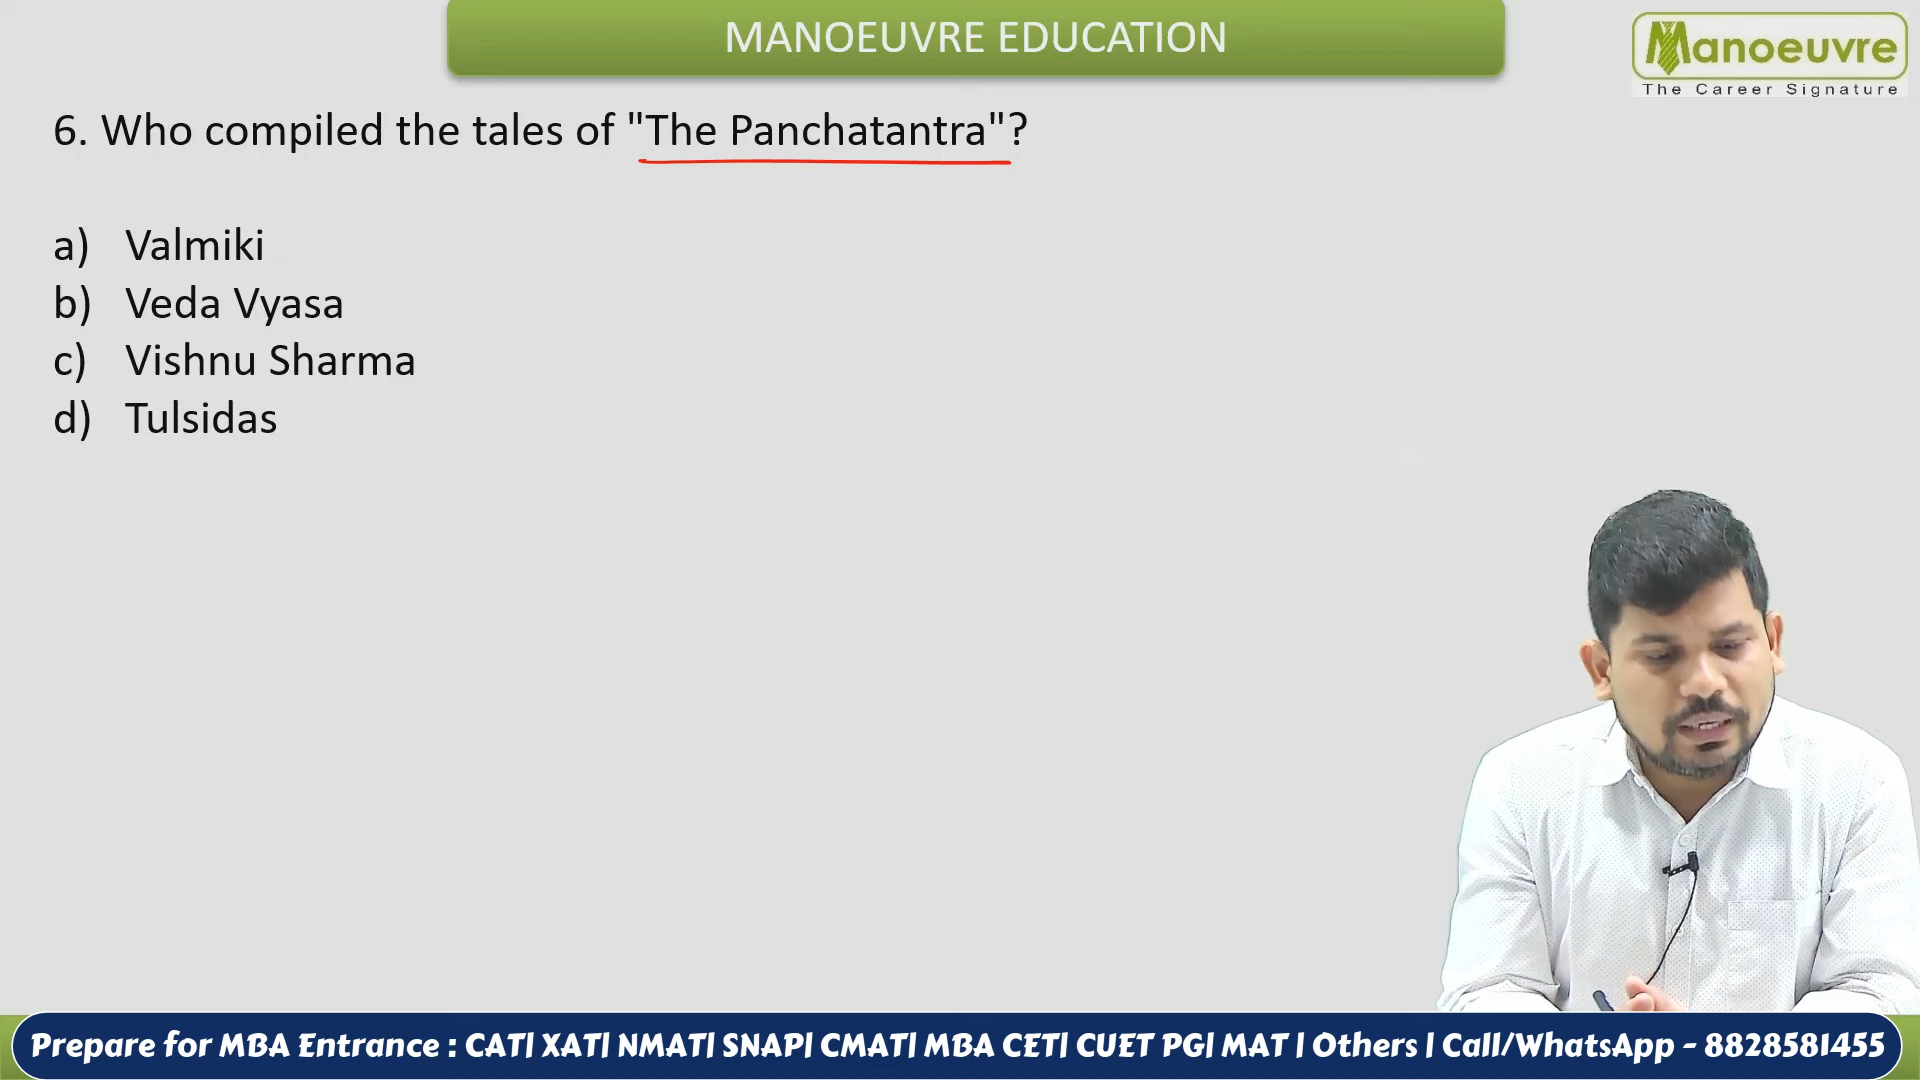 MANOEUVRE EDUCATION
Manoeuvre
The Career Signature
6. Who compiled the tales of "The Panchatantra"?
a) Valmiki
b) Veda Vyasa
c) Vishnu Sharma
d) Tulsidas
Prepare for MBA Entrance : CAT| XAT| NMAT| SNAP| CMAT| MBA CET| CUET PG| MAT | Others | Call/WhatsApp - 8828581455